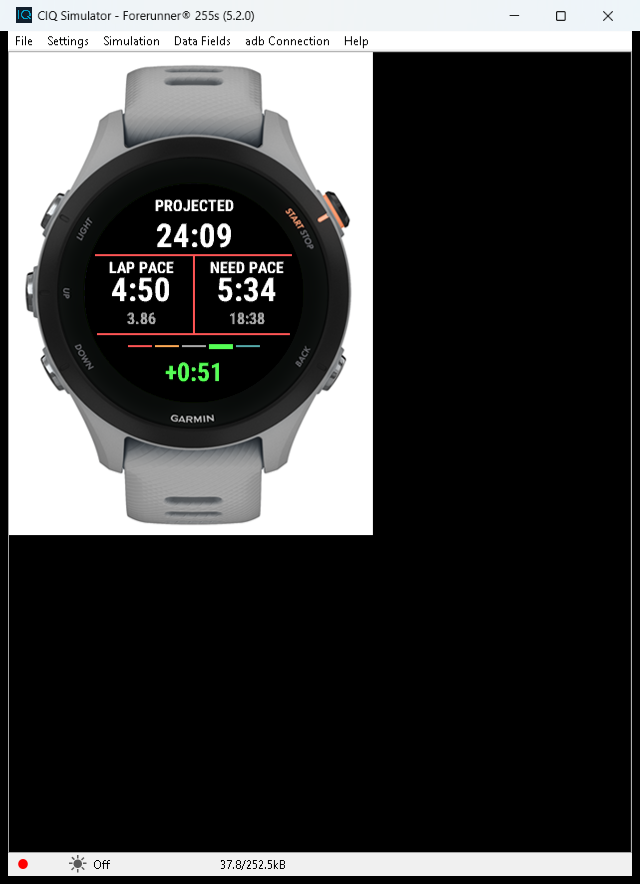 CIQ Simulator - Forerunner® 255s (5.2.0)
File Settings Simulation Data Fields adb Connection Help
PROJECTED
24:09
LIGHT
START STOP
LAP PACE NEED PACE
4:50 5:34
3.86 18:38
UP
DOWN
BACK
+0:51
GARMIN
Off 37.8/252.5kB